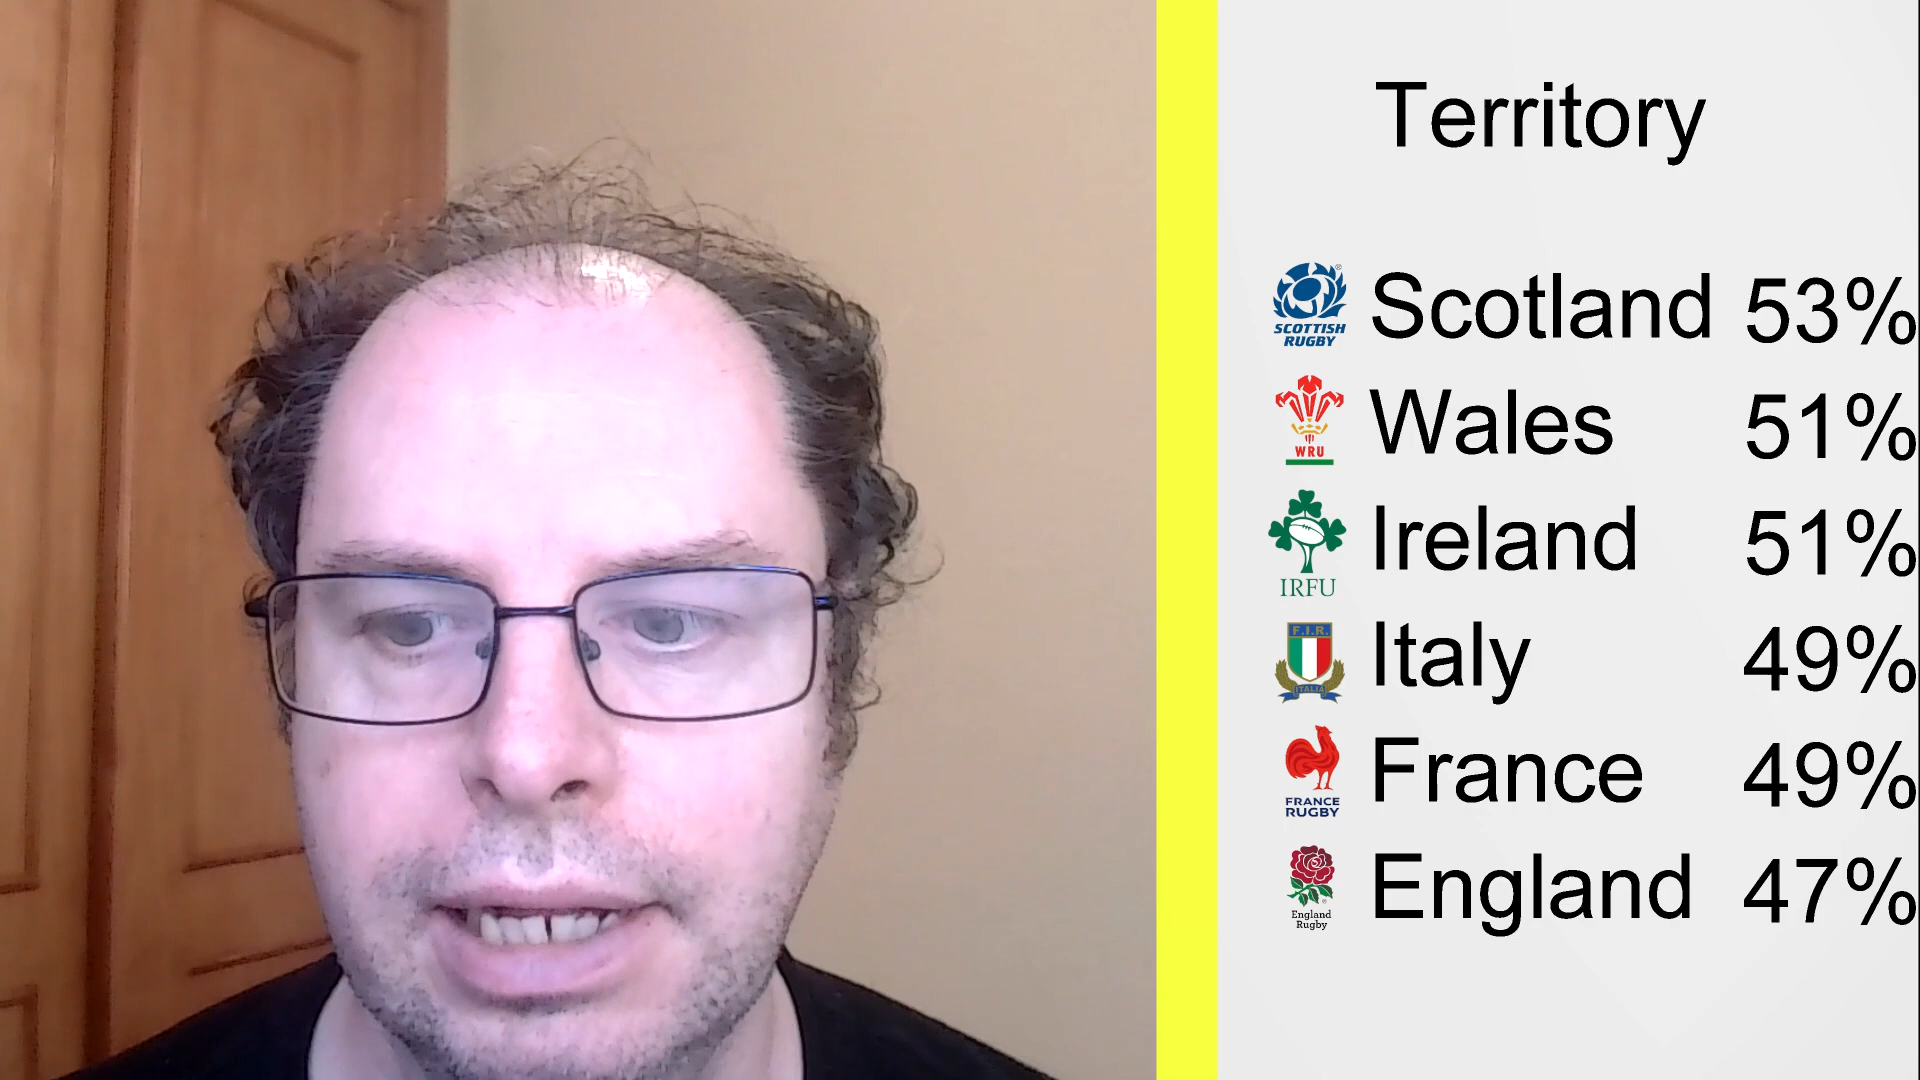 Territory
SCOTTISH
RUGBY
Scotland 53%
WRU
Wales 51%
IRFU
Ireland 51%
F.I.R.
ITALIA
Italy 49%
FRANCE
RUGBY
France 49%
England
Rugby
England 47%